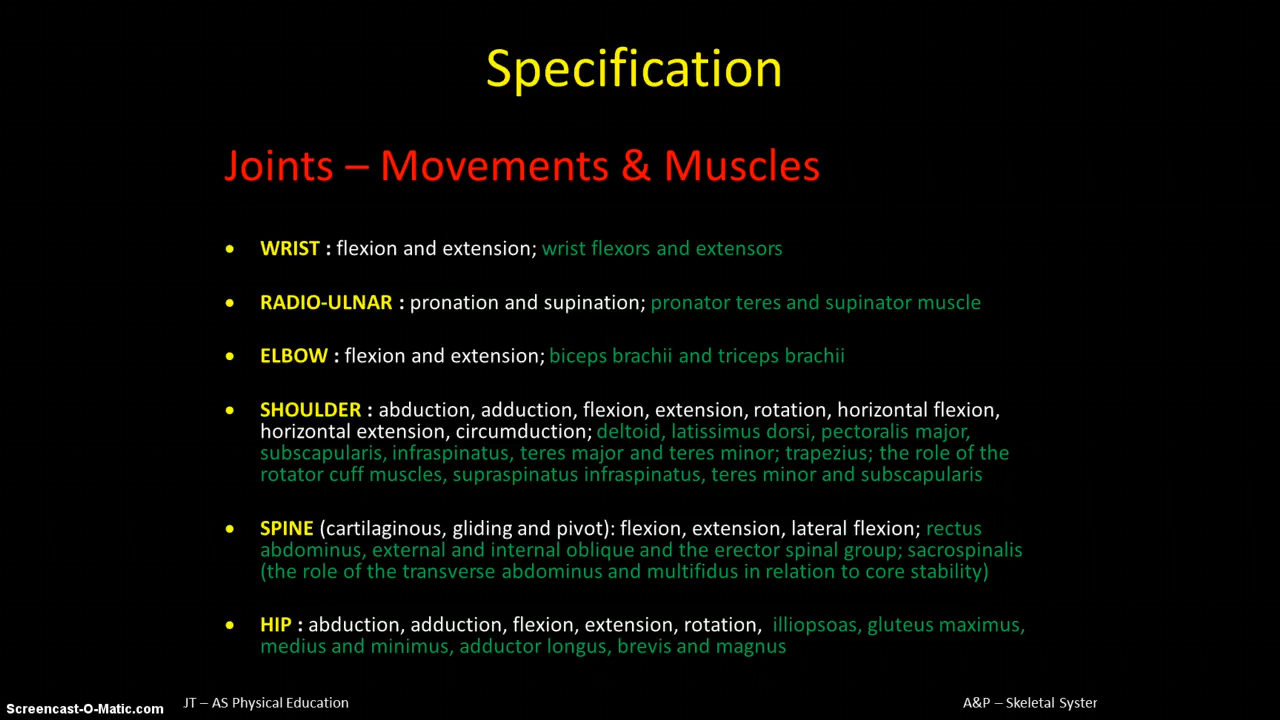 Specification
Joints – Movements & Muscles
• WRIST : flexion and extension; wrist flexors and extensors
• RADIO-ULNAR : pronation and supination; pronator teres and supinator muscle
• ELBOW : flexion and extension; biceps brachii and triceps brachii
• SHOULDER : abduction, adduction, flexion, extension, rotation, horizontal flexion,
horizontal extension, circumduction; deltoid, latissimus dorsi, pectoralis major,
subscapularis, infraspinatus, teres major and teres minor; trapezius; the role of the
rotator cuff muscles, supraspinatus infraspinatus, teres minor and subscapularis
• SPINE (cartilaginous, gliding and pivot): flexion, extension, lateral flexion; rectus
abdominus, external and internal oblique and the erector spinal group; sacrospinalis
(the role of the transverse abdominus and multifidus in relation to core stability)
• HIP : abduction, adduction, flexion, extension, rotation, illiopsoas, gluteus maximus,
medius and minimus, adductor longus, brevis and magnus
Screencast-O-Matic.com JT – AS Physical Education A&P – Skeletal Syster